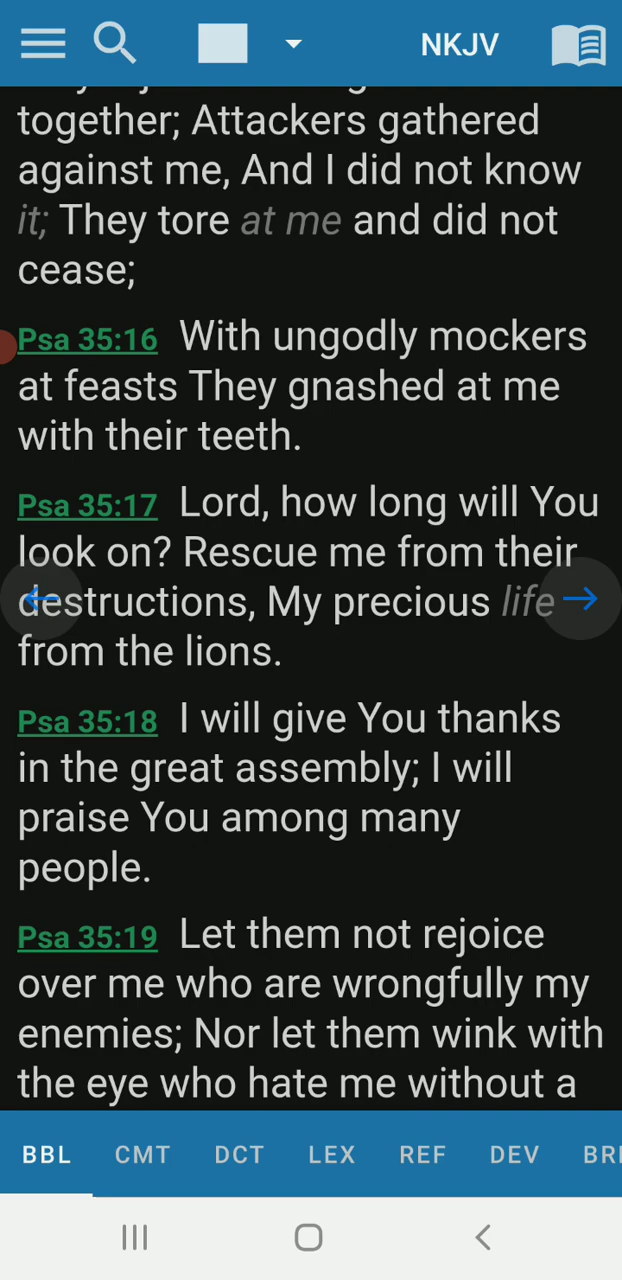 NKJV
together; Attackers gathered
against me, And I did not know
it; They tore at me and did not
cease;
Psa 35:16 With ungodly mockers
at feasts They gnashed at me
with their teeth.
Psa 35:17 Lord, how long will You
look on? Rescue me from their
destructions, My precious life
from the lions.
Psa 35:18 I will give You thanks
in the great assembly; I will
praise You among many
people.
Psa 35:19 Let them not rejoice
over me who are wrongfully my
enemies; Nor let them wink with
the eye who hate me without a
BBL CMT DCT LEX REF DEV BR